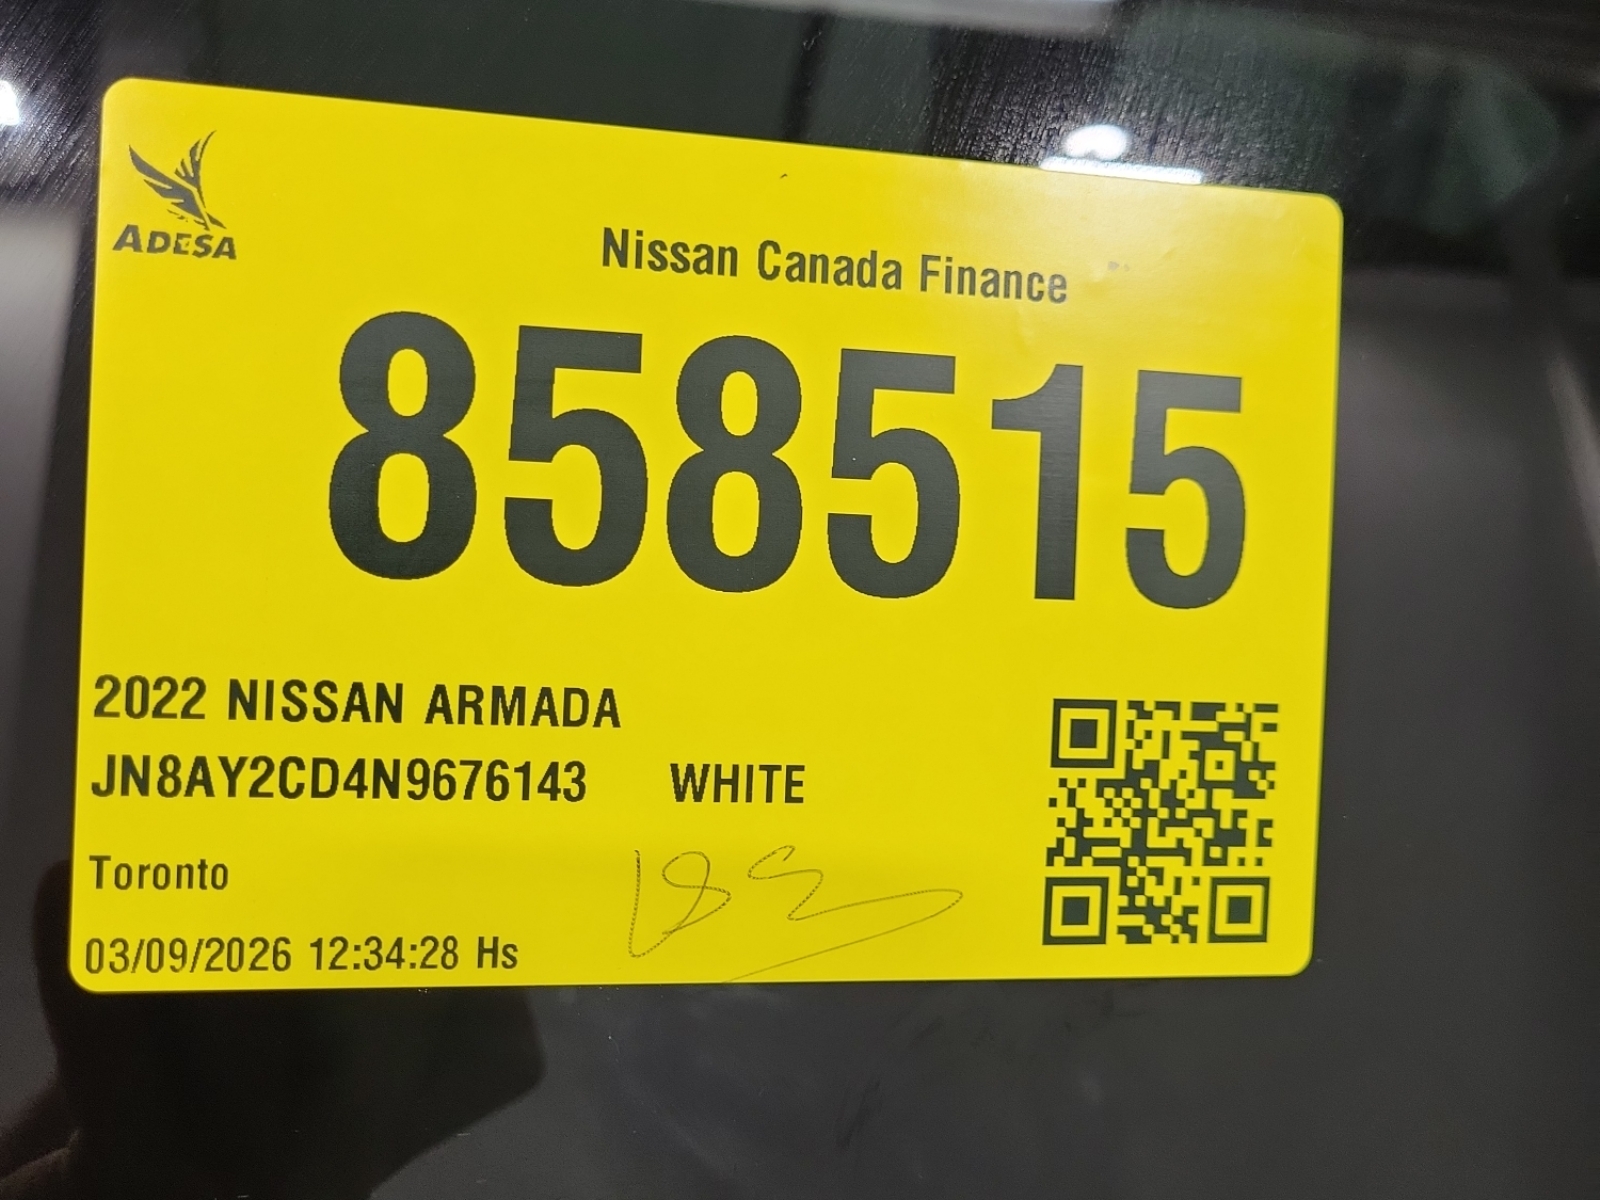 ADESA
Nissan Canada Finance
858515
2022 NISSAN ARMADA
JN8AY2CD4N9676143 WHITE
Toronto
03/09/2026 12:34:28 Hs